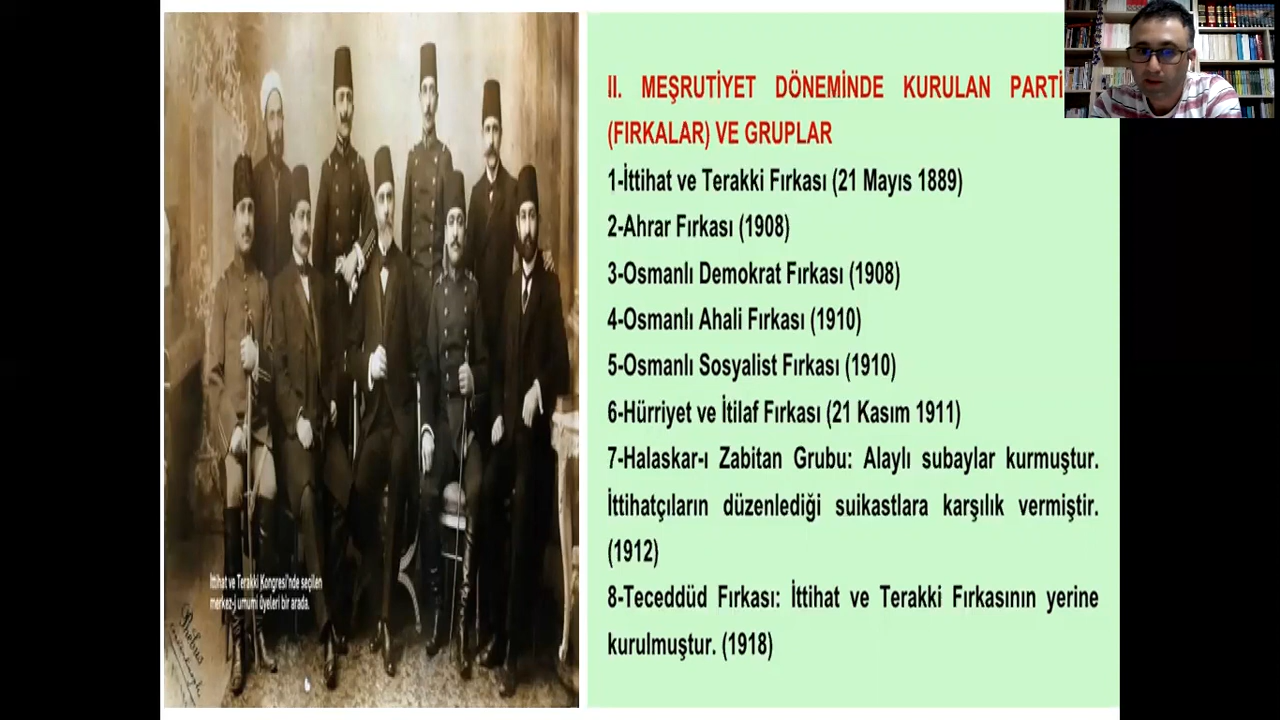 II. MEŞRUTİYET DÖNEMİNDE KURULAN PARTİ
(FIRKALAR) VE GRUPLAR
1-İttihat ve Terakki Fırkası (21 Mayıs 1889)
2-Ahrar Fırkası (1908)
3-Osmanlı Demokrat Fırkası (1908)
4-Osmanlı Ahali Fırkası (1910)
5-Osmanlı Sosyalist Fırkası (1910)
6-Hürriyet ve İtilaf Fırkası (21 Kasım 1911)
7-Halaskar-ı Zabitan Grubu: Alaylı subaylar kurmuştur.
İttihatçıların düzenlediği suikastlara karşılık vermiştir.
(1912)
8-Teceddüd Fırkası: İttihat ve Terakki Fırkasının yerine
kurulmuştur. (1918)
İttihat ve Terakki Kongresi'nde seçilen
merkez-i umumi üyeleri bir arada.
Phébus